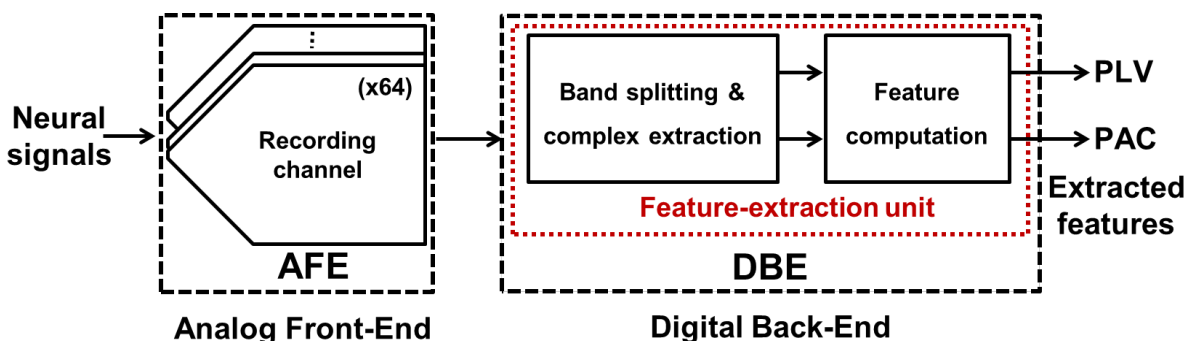 Neural
signals
(x64)
Recording
channel
AFE
Analog Front-End
Band splitting &
complex extraction
Feature
computation
Feature-extraction unit
DBE
Digital Back-End
PLV
PAC
Extracted
features